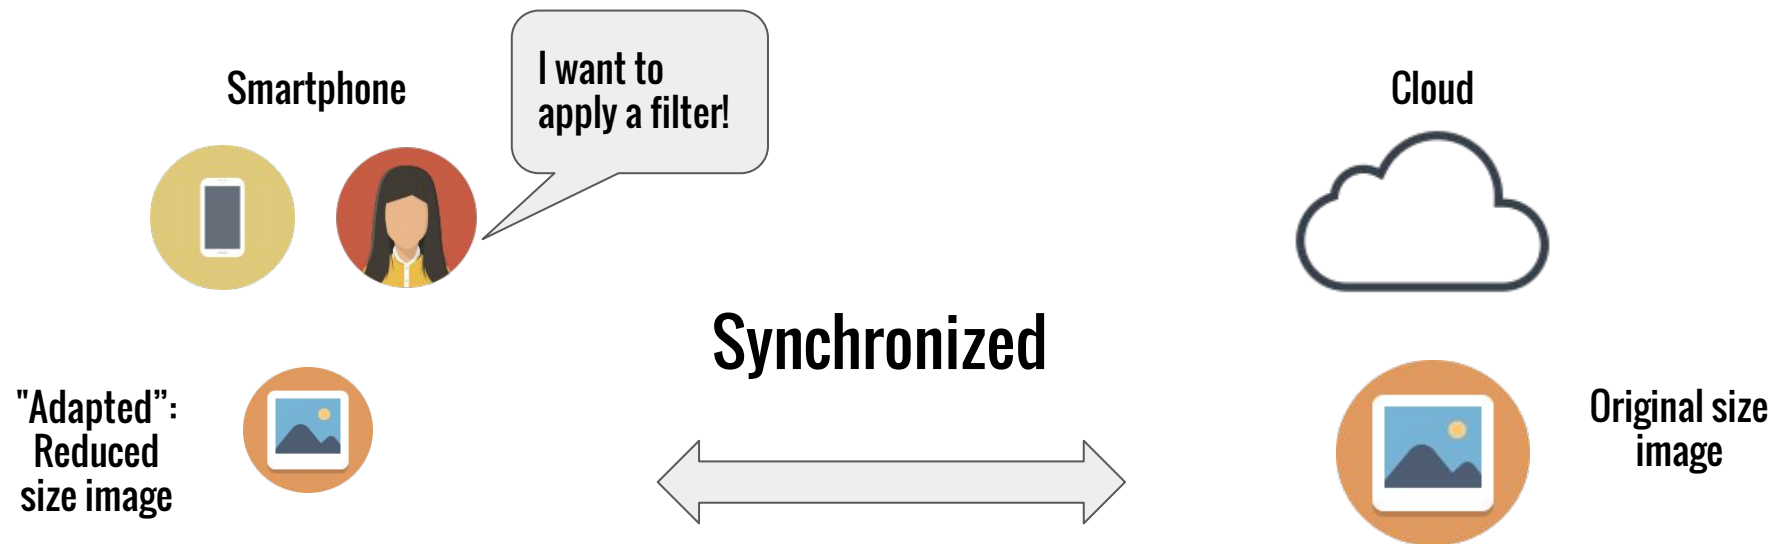 Smartphone
I want to
apply a filter!
Cloud
Synchronized
"Adapted”:
Reduced
size image
Original size
image